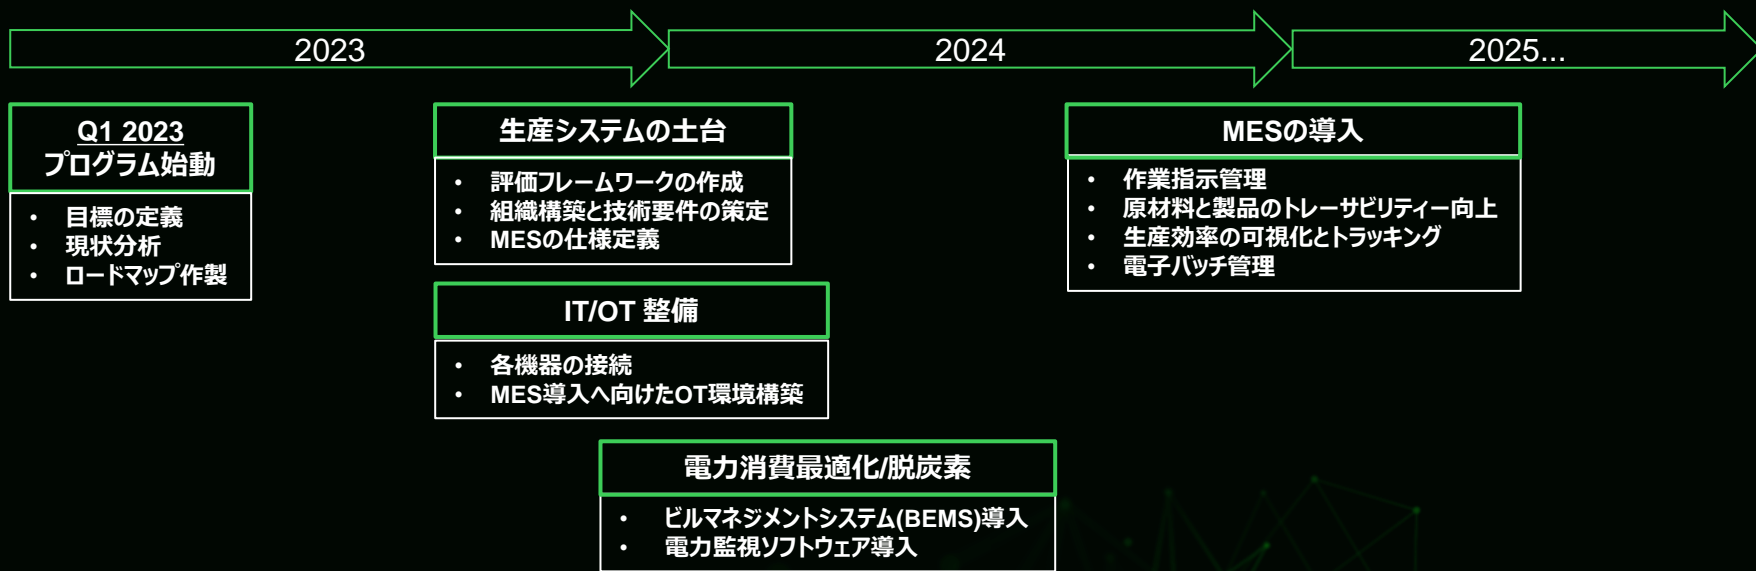 2023
2024
2025...
Q1 2023
プログラム始動
• 目標の定義
• 現状分析
• ロードマップ作製
生産システムの土台
• 評価フレームワークの作成
• 組織構築と技術要件の策定
• MESの仕様定義
IT/OT 整備
• 各機器の接続
• MES導入へ向けたOT環境構築
電力消費最適化/脱炭素
• ビルマネジメントシステム(BEMS)導入
• 電力監視ソフトウェア導入
MESの導入
• 作業指示管理
• 原材料と製品のトレーサビリティー向上
• 生産効率の可視化とトラッキング
• 電子バッチ管理